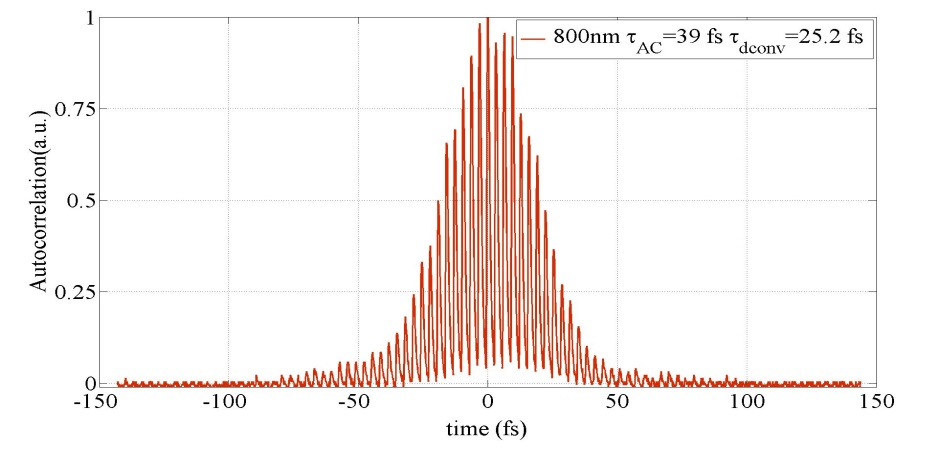 1
800nm τAC=39 fs τdconv=25.2 fs
0.75
0.5
0.25
0
Autocorrelation(a.u.)
-150 -100 -50 0 50 100 150
time (fs)